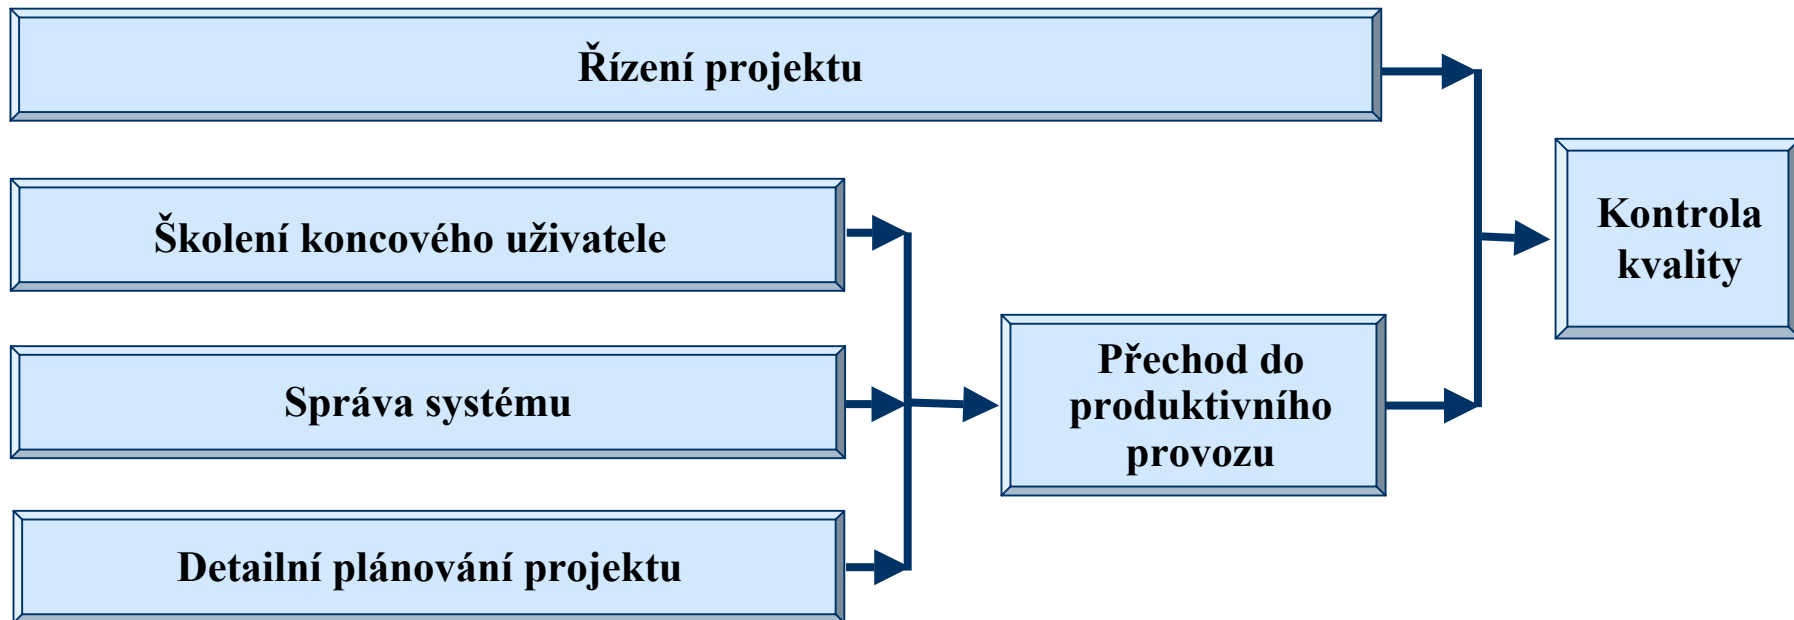 Řízení projektu
Školení koncového uživatele
Kontrola
kvality
Správa systému
Přechod do
produktivního
provozu
Detailní plánování projektu